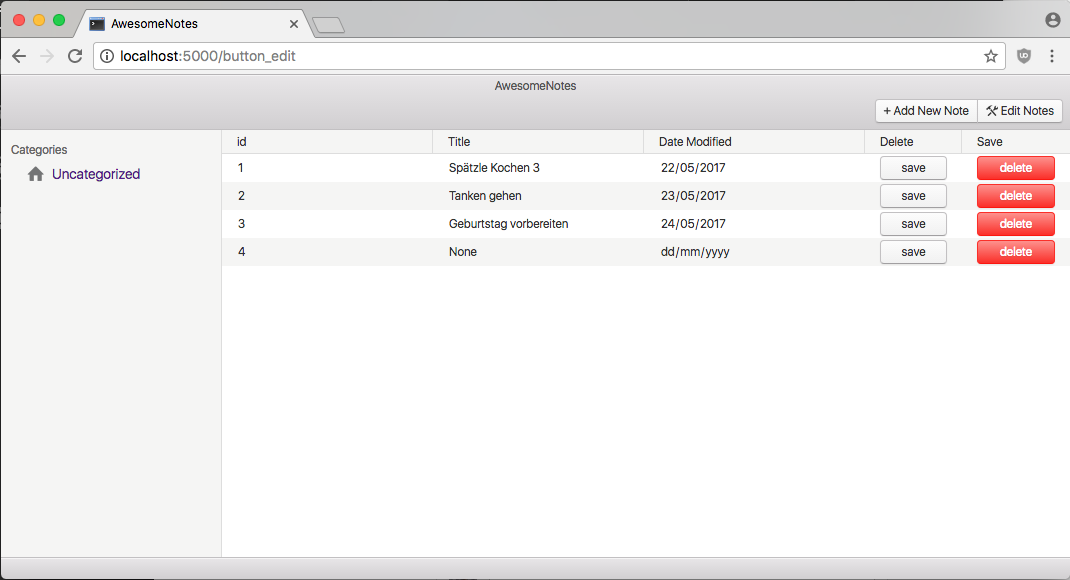 AwesomeNotes
localhost:5000/button_edit
AwesomeNotes
+ Add New Note Edit Notes
Categories
Uncategorized
id Title Date Modified Delete Save
1 Spätzle Kochen 3 22/05/2017 save delete
2 Tanken gehen 23/05/2017 save delete
3 Geburtstag vorbereiten 24/05/2017 save delete
4 None dd/mm/yyyy save delete